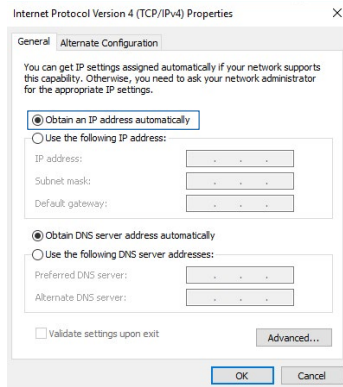 Internet Protocol Version 4 (TCP/IPv4) Properties
General Alternate Configuration
You can get IP settings assigned automatically if your network supports
this capability. Otherwise, you need to ask your network administrator
for the appropriate IP settings.
Obtain an IP address automatically
Use the following IP address:
IP address:
Subnet mask:
Default gateway:
Obtain DNS server address automatically
Use the following DNS server addresses:
Preferred DNS server:
Alternate DNS server:
Validate settings upon exit
Advanced...
OK Cancel